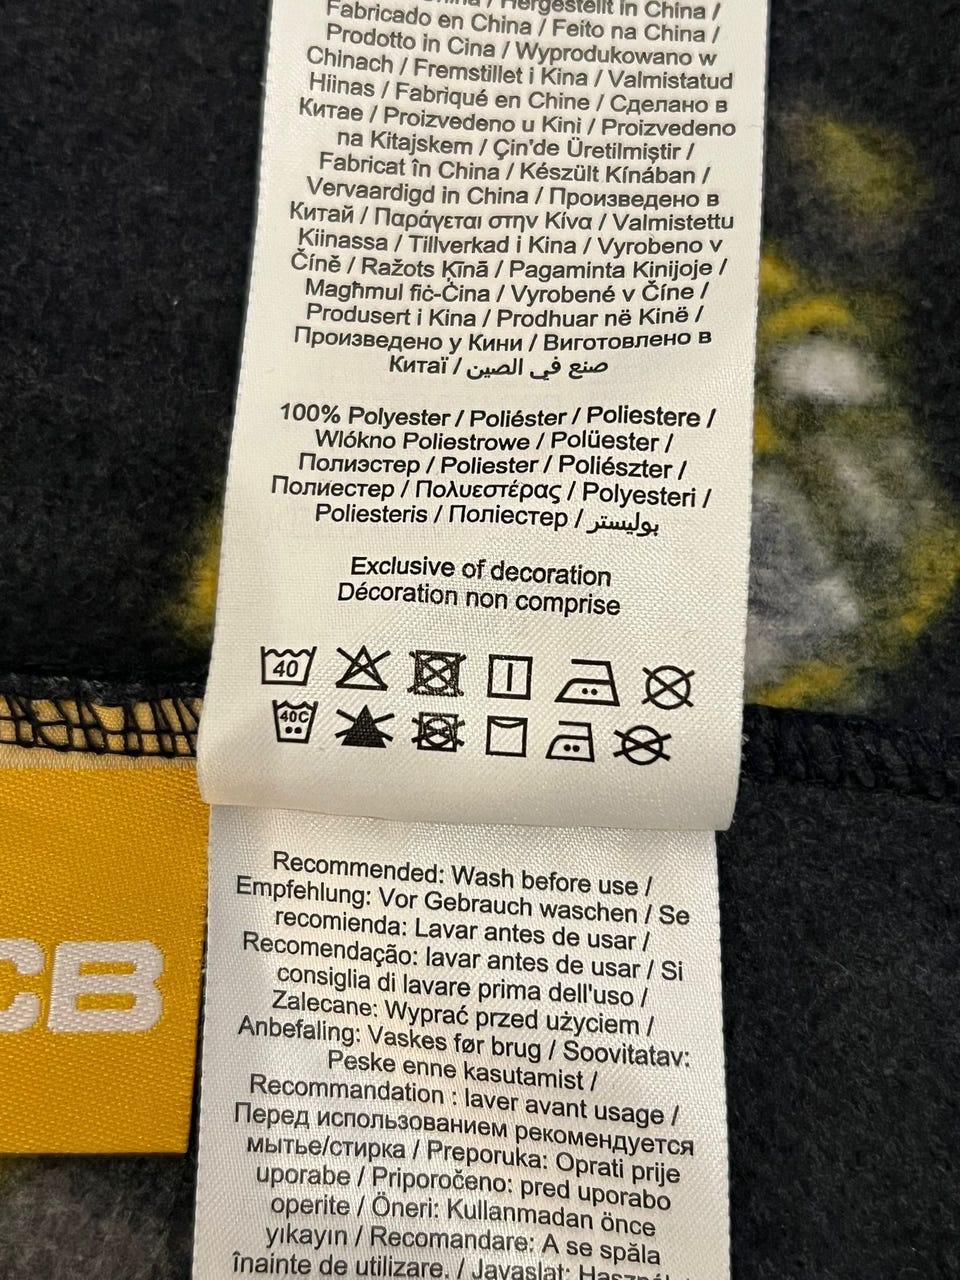 Hergestellt in China /
Fabricado en China / Feito na China /
Prodotto in Cina / Wyprodukowano w
Chinach / Fremstillet i Kina / Valmistatud
Hiinas / Fabriqué en Chine / Сделано в
Китае / Proizvedeno u Kini / Proizvedeno
na Kitajskem / Çin'de Üretilmiştir /
Fabricat în China / Készült Kínában /
Vervaardigd in China / Произведено в
Китай / Παράγεται στην Κίνα / Valmistettu
Kiinassa / Tillverkad i Kina / Vyrobeno v
Číně / Ražots Ķīnā / Pagaminta Kinijoje /
Magħmul fiċ-Ċina / Vyrobené v Číne /
Produsert i Kina / Prodhuar në Kinë /
Произведено у Кини / Виготовлено в
Китаї / صنع في الصين
100% Polyester / Poliéster / Poliestere /
Wlókno Poliestrowe / Polüester /
Полиэстер / Poliester / Poliészter /
Полиестер / Πολυεστέρας / Polyesteri /
Poliesteris / Поліестер / بوليستر
Exclusive of decoration
Décoration non comprise
40
40C
CB
Recommended: Wash before use /
Empfehlung: Vor Gebrauch waschen / Se
recomienda: Lavar antes de usar /
Recomendação: lavar antes de usar / Si
consiglia di lavare prima dell'uso /
Zalecane: Wyprać przed użyciem /
Anbefaling: Vaskes før brug / Soovitatav:
Peske enne kasutamist /
Recommandation : laver avant usage /
Перед использованием рекомендуется
мытье/стирка / Preporuka: Oprati prije
uporabe / Priporočeno: pred uporabo
operite / Öneri: Kullanmadan önce
yıkayın / Recomandare: A se spăla
înainte de utilizare. / Javaslat: